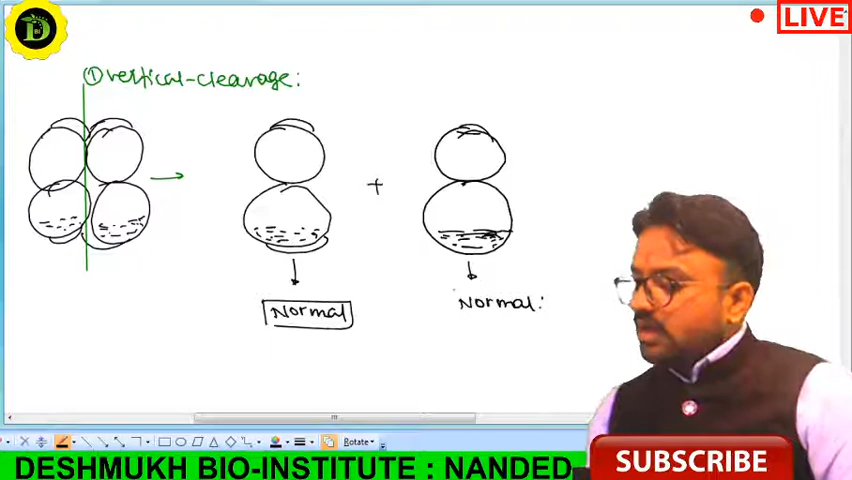 LIVE
D
① vertical-cleavage:
+
Normal
Normal:
Rotate
DESHMUKH BIO-INSTITUTE : NANDED
SUBSCRIBE